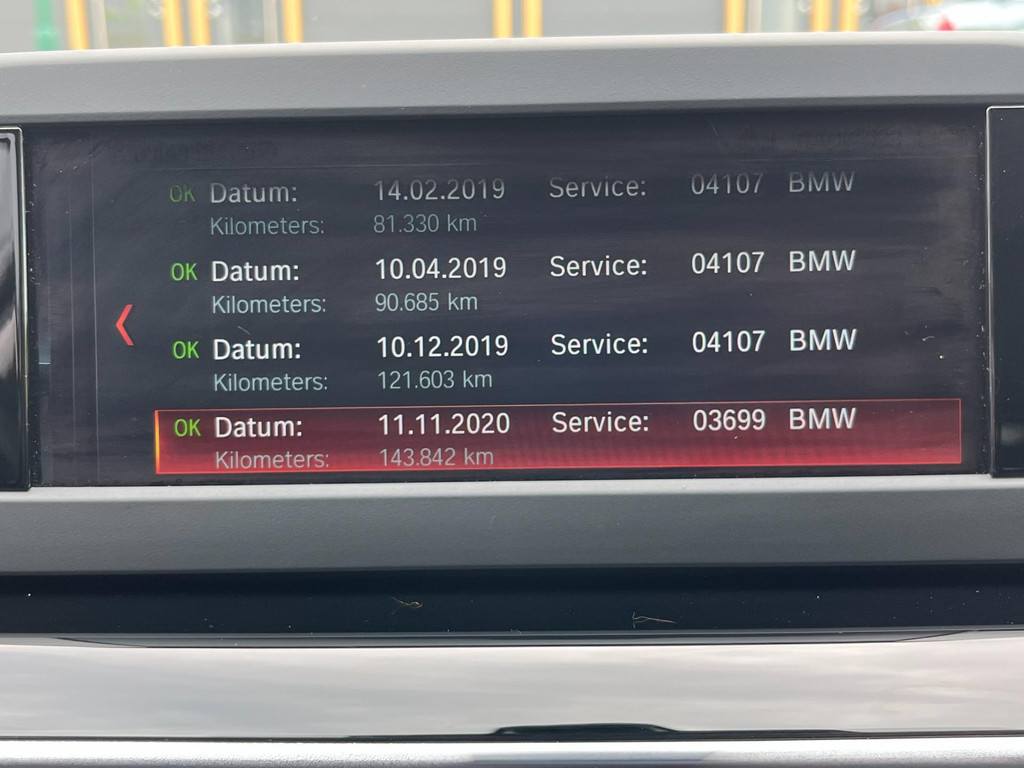 OK Datum: 14.02.2019 Service: 04107 BMW
Kilometers: 81.330 km
OK Datum: 10.04.2019 Service: 04107 BMW
Kilometers: 90.685 km
OK Datum: 10.12.2019 Service: 04107 BMW
Kilometers: 121.603 km
OK Datum: 11.11.2020 Service: 03699 BMW
Kilometers: 143.842 km